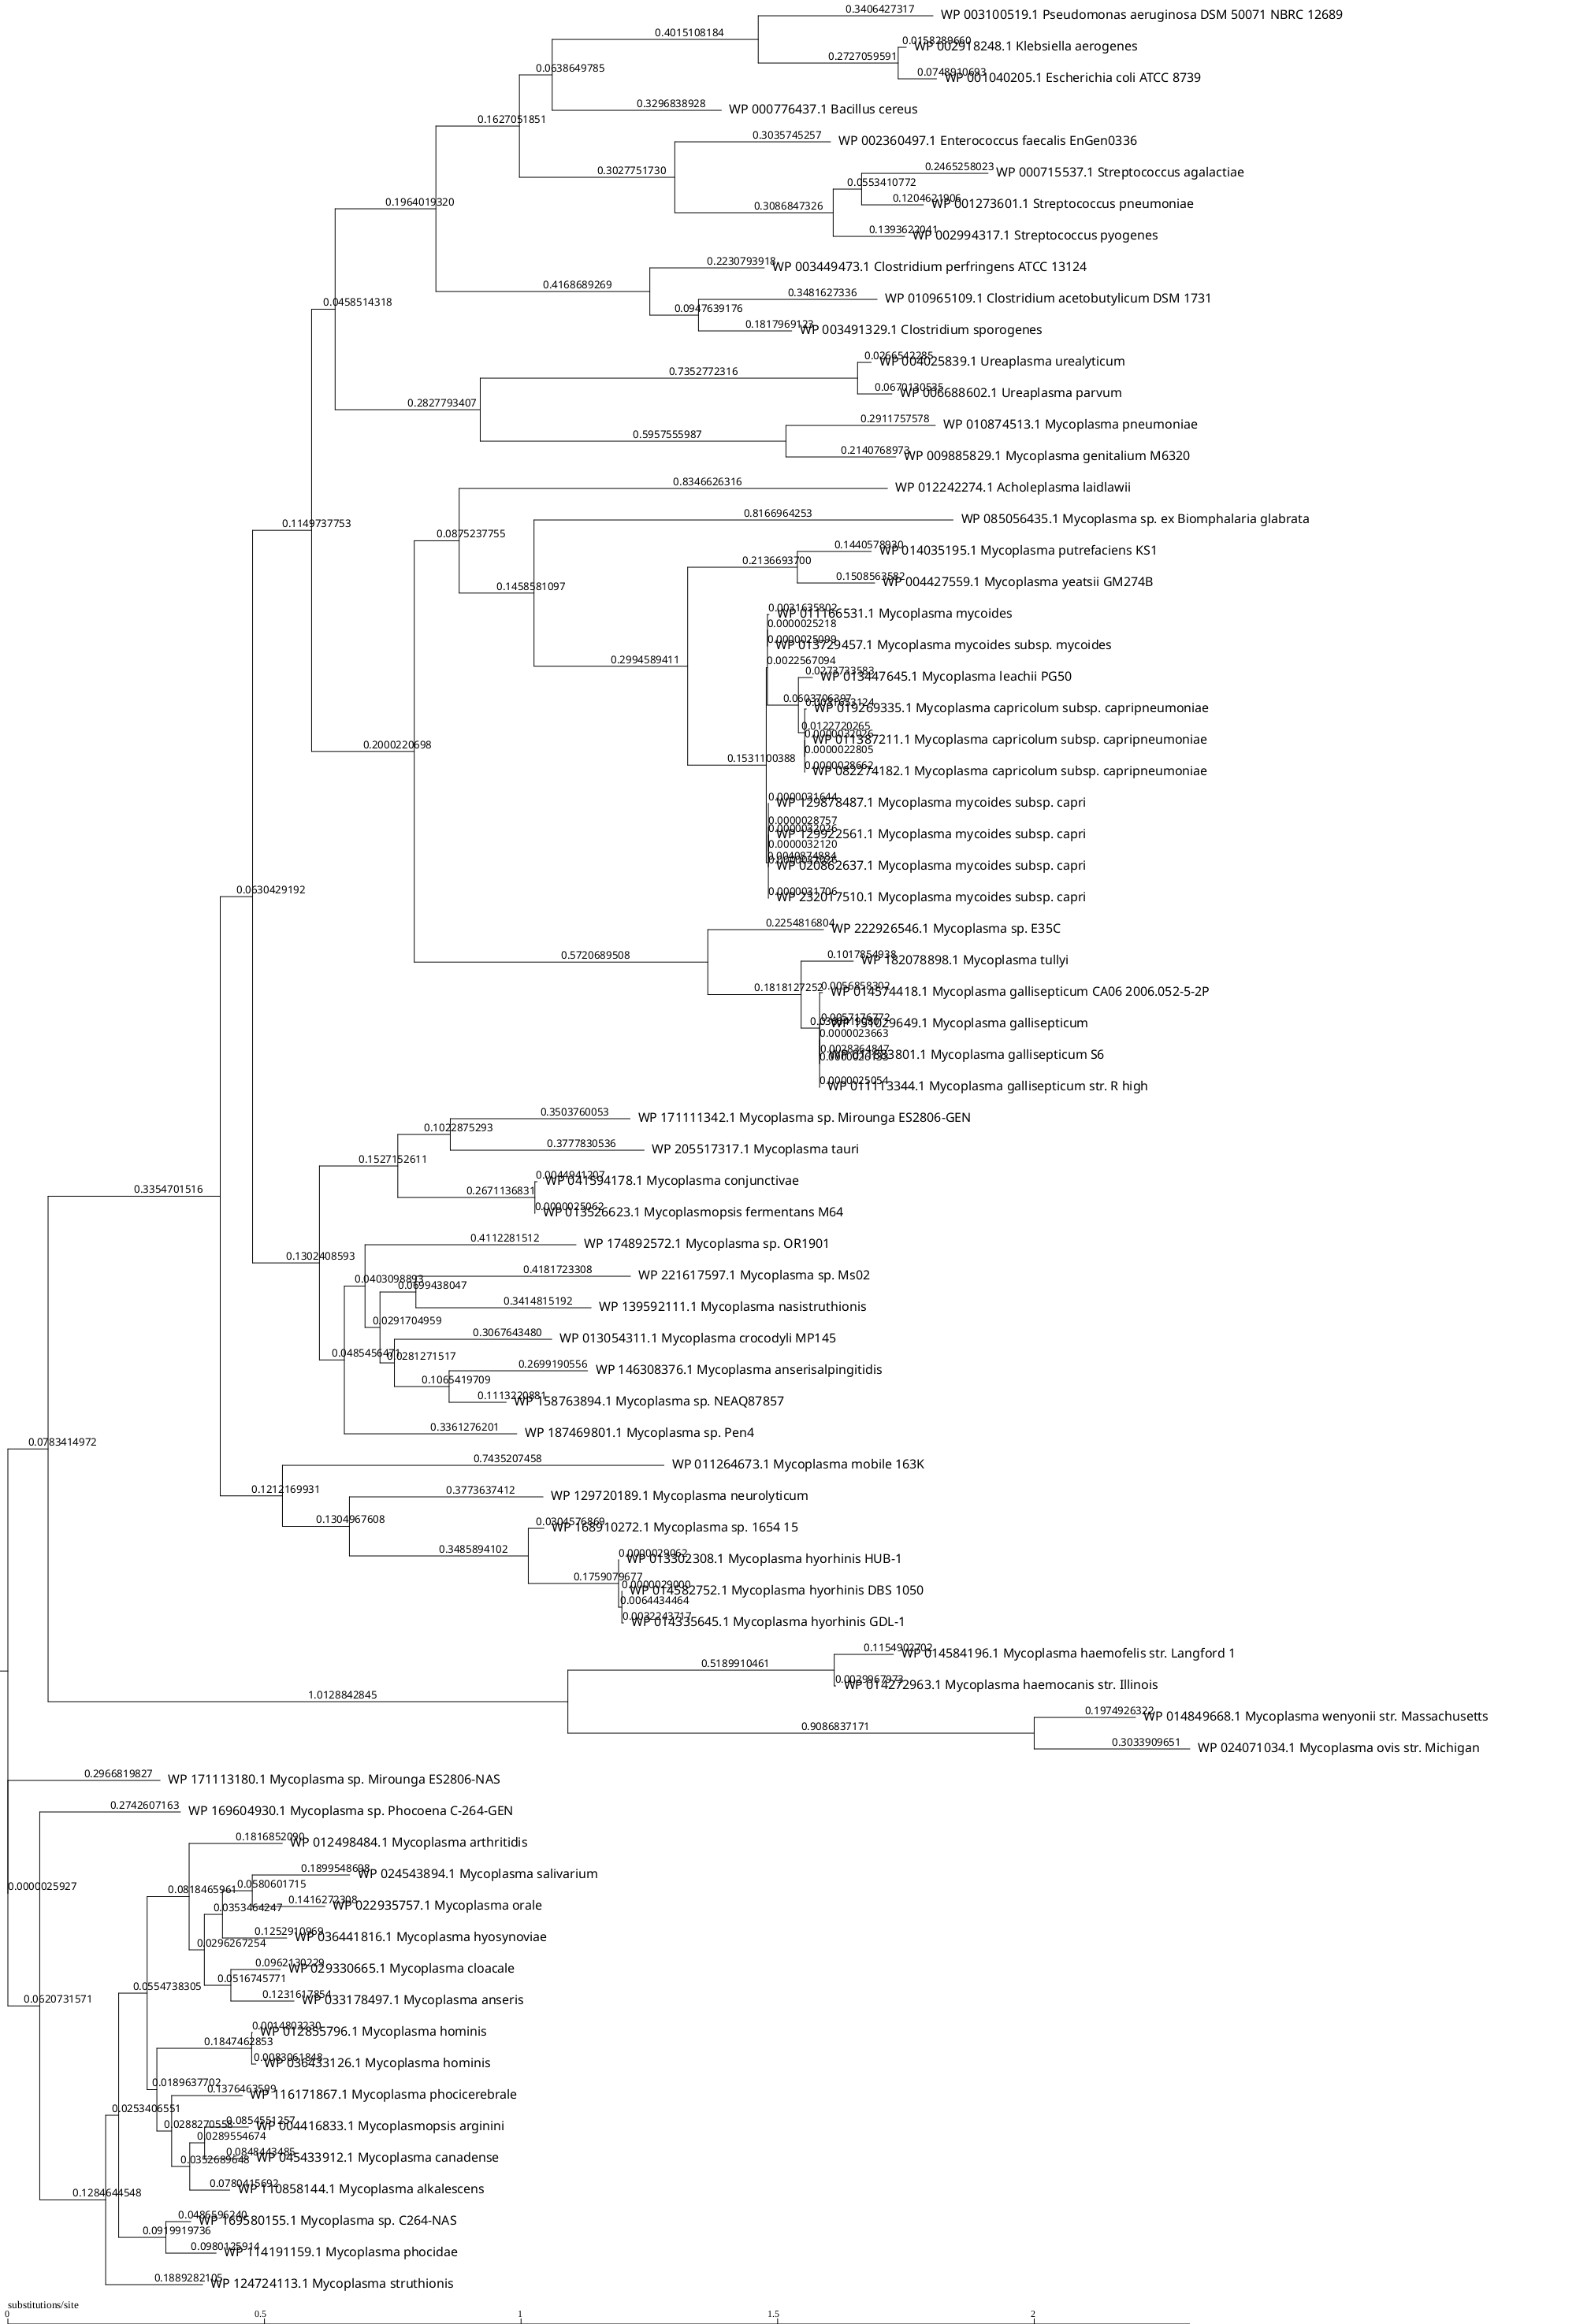 0.3406427317
WP 003100519.1 Pseudomonas aeruginosa DSM 50071 NBRC 12689
0.4015108184
0.0158289660
WP 002918248.1 Klebsiella aerogenes
0.2727059591
0.0638649785
0.0748910693
WP 001040205.1 Escherichia coli ATCC 8739
0.3296838928
WP 000776437.1 Bacillus cereus
0.1627051851
0.3035745257
WP 002360497.1 Enterococcus faecalis EnGen0336
0.3027751730
0.2465258023
WP 000715537.1 Streptococcus agalactiae
0.0553410772
0.1204621906
WP 001273601.1 Streptococcus pneumoniae
0.1964019320
0.3086847326
0.1393622041
WP 002994317.1 Streptococcus pyogenes
0.2230793918
WP 003449473.1 Clostridium perfringens ATCC 13124
0.4168689269
0.3481627336
WP 010965109.1 Clostridium acetobutylicum DSM 1731
0.0458514318
0.0947639176
0.1817969123
WP 003491329.1 Clostridium sporogenes
0.0266542285
WP 004025839.1 Ureaplasma urealyticum
0.7352772316
0.0670130535
WP 006688602.1 Ureaplasma parvum
0.2827793407
0.2911757578
WP 010874513.1 Mycoplasma pneumoniae
0.5957555987
0.2140768973
WP 009885829.1 Mycoplasma genitalium M6320
0.8346626316
WP 012242274.1 Acholeplasma laidlawii
0.1149737753
0.8166964253
WP 085056435.1 Mycoplasma sp. ex Biomphalaria glabrata
0.0875237755
0.1440578930
WP 014035195.1 Mycoplasma putrefaciens KS1
0.2136693700
0.1508563582
WP 004427559.1 Mycoplasma yeatsii GM274B
0.1458581097
0.0031635802
WP 011166531.1 Mycoplasma mycoides
0.0000025218
0.0000025099
WP 013729457.1 Mycoplasma mycoides subsp. mycoides
0.2994589411
0.0022567094
0.0273733583
WP 013447645.1 Mycoplasma leachii PG50
0.0603706397
WP 019269335.1 Mycoplasma capricolum subsp. capripneumoniae
0.0122720265
WP 011387211.1 Mycoplasma capricolum subsp. capripneumoniae
0.2000220698
0.0000022805
0.1531100388
0.0000028662
WP 082274182.1 Mycoplasma capricolum subsp. capripneumoniae
0.0000031644
WP 129878487.1 Mycoplasma mycoides subsp. capri
0.0000028757
WP 129922561.1 Mycoplasma mycoides subsp. capri
0.0000032120
WP 020862637.1 Mycoplasma mycoides subsp. capri
0.0630429192
0.0000031706
WP 232017510.1 Mycoplasma mycoides subsp. capri
0.2254816804
WP 222926546.1 Mycoplasma sp. E35C
0.5720689508
0.1017854938
WP 182078898.1 Mycoplasma tullyi
0.1818127252
0.0056858302
WP 014574418.1 Mycoplasma gallisepticum CA06 2006.052-5-2P
0.0057176772
WP 151029649.1 Mycoplasma gallisepticum
0.0000023663
0.0028364847
WP 011883801.1 Mycoplasma gallisepticum S6
0.0000025054
WP 011113344.1 Mycoplasma gallisepticum str. R high
0.3503760053
WP 171111342.1 Mycoplasma sp. Mirounga ES2806-GEN
0.1022875293
0.3777830536
WP 205517317.1 Mycoplasma tauri
0.1527152611
0.3354701516
0.0044941207
WP 041594178.1 Mycoplasma conjunctivae
0.2671136831
0.0000025062
WP 013526623.1 Mycoplasmopsis fermentans M64
0.4112281512
WP 174892572.1 Mycoplasma sp. OR1901
0.1302408593
0.4181723308
WP 221617597.1 Mycoplasma sp. Ms02
0.0403098893
0.0699438047
0.3414815192
WP 139592111.1 Mycoplasma nasistruthionis
0.0291704959
0.3067643480
WP 013054311.1 Mycoplasma crocodyli MP145
0.0485456471
0.0281271517
0.2699190556
WP 146308376.1 Mycoplasma anserisalpingitidis
0.1065419709
0.1113220881
WP 158763894.1 Mycoplasma sp. NEAQ87857
0.3361276201
WP 187469801.1 Mycoplasma sp. Pen4
0.0783414972
0.7435207458
WP 011264673.1 Mycoplasma mobile 163K
0.1212169931
0.3773637412
WP 129720189.1 Mycoplasma neurolyticum
0.1304967608
0.0304576869
WP 168910272.1 Mycoplasma sp. 1654 15
0.3485894102
0.0000029062
WP 013302308.1 Mycoplasma hyorhinis HUB-1
0.1759079677
0.0000029000
WP 014582752.1 Mycoplasma hyorhinis DBS 1050
0.0064434464
0.0032243717
WP 014335645.1 Mycoplasma hyorhinis GDL-1
0.1154902702
WP 014584196.1 Mycoplasma haemofelis str. Langford 1
0.5189910461
0.0029967973
WP 014272963.1 Mycoplasma haemocanis str. Illinois
1.0128842845
0.1974926322
WP 014849668.1 Mycoplasma wenyonii str. Massachusetts
0.9086837171
0.3033909651
WP 024071034.1 Mycoplasma ovis str. Michigan
0.2966819827
WP 171113180.1 Mycoplasma sp. Mirounga ES2806-NAS
0.2742607163
WP 169604930.1 Mycoplasma sp. Phocoena C-264-GEN
0.1816852090
WP 012498484.1 Mycoplasma arthritidis
0.1899548698
WP 024543894.1 Mycoplasma salivarium
0.0000025927
0.0818465961
0.0580601715
0.1416272308
WP 022935757.1 Mycoplasma orale
0.0353464247
0.1252910969
WP 036441816.1 Mycoplasma hyosynoviae
0.0296267254
0.0962130229
WP 029330665.1 Mycoplasma cloacale
0.0554738305
0.0516745771
0.1231617854
WP 033178497.1 Mycoplasma anseris
0.0620731571
0.0014803230
WP 012855796.1 Mycoplasma hominis
0.1847462853
0.0083061848
WP 036433126.1 Mycoplasma hominis
0.0189637702
0.1376463599
WP 116171867.1 Mycoplasma phocicerebrale
0.0253406551
0.0288270558
0.0854551257
WP 004416833.1 Mycoplasmopsis arginini
0.0289554674
0.0848443485
WP 045433912.1 Mycoplasma canadense
0.0352689648
0.0780415692
WP 110858144.1 Mycoplasma alkalescens
0.1284644548
0.0486596240
WP 169580155.1 Mycoplasma sp. C264-NAS
0.0919919736
0.0980125914
WP 114191159.1 Mycoplasma phocidae
0.1889282105
WP 124724113.1 Mycoplasma struthionis
substitutions/site
0 0.5 1 1.5 2